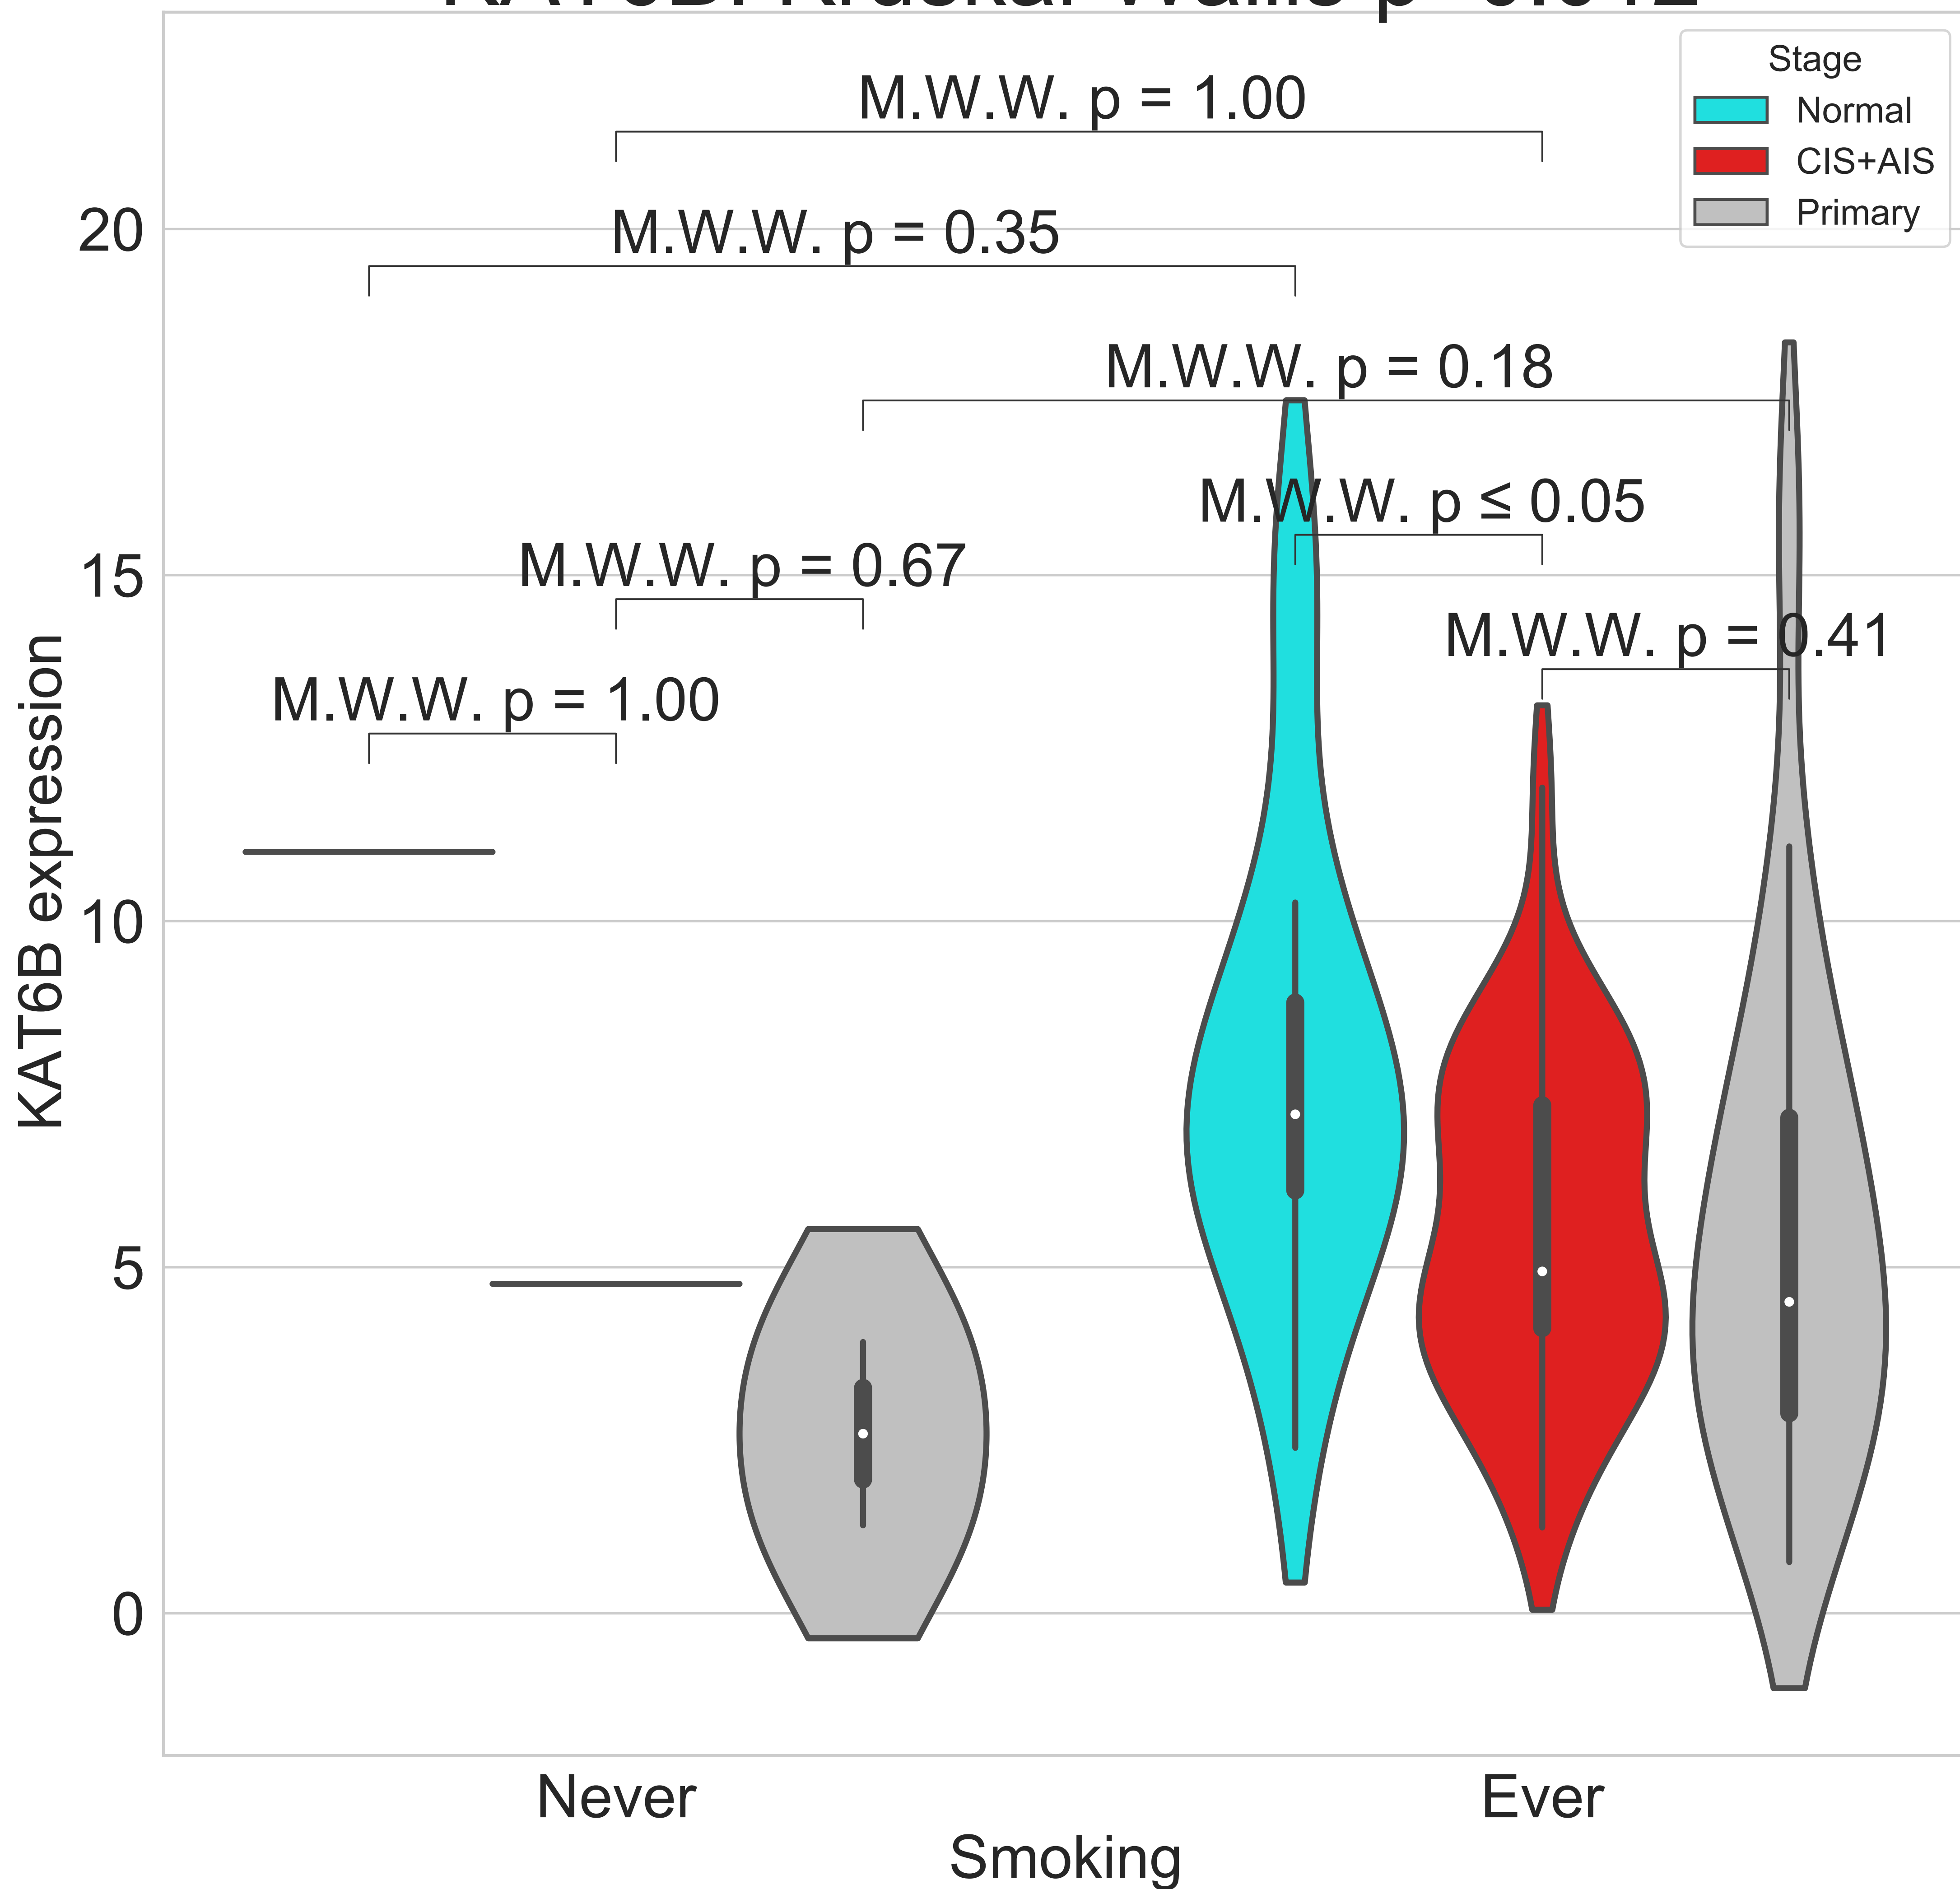 M.W.W. p = 1.00
M.W.W. p = 0.35
M.W.W. p = 0.18
M.W.W. p ≤ 0.05
M.W.W. p = 0.67
M.W.W. p = 0.41
M.W.W. p = 1.00
Stage
Normal
CIS+AIS
Primary
20
15
10
5
0
KAT6B expression
Never
Ever
Smoking